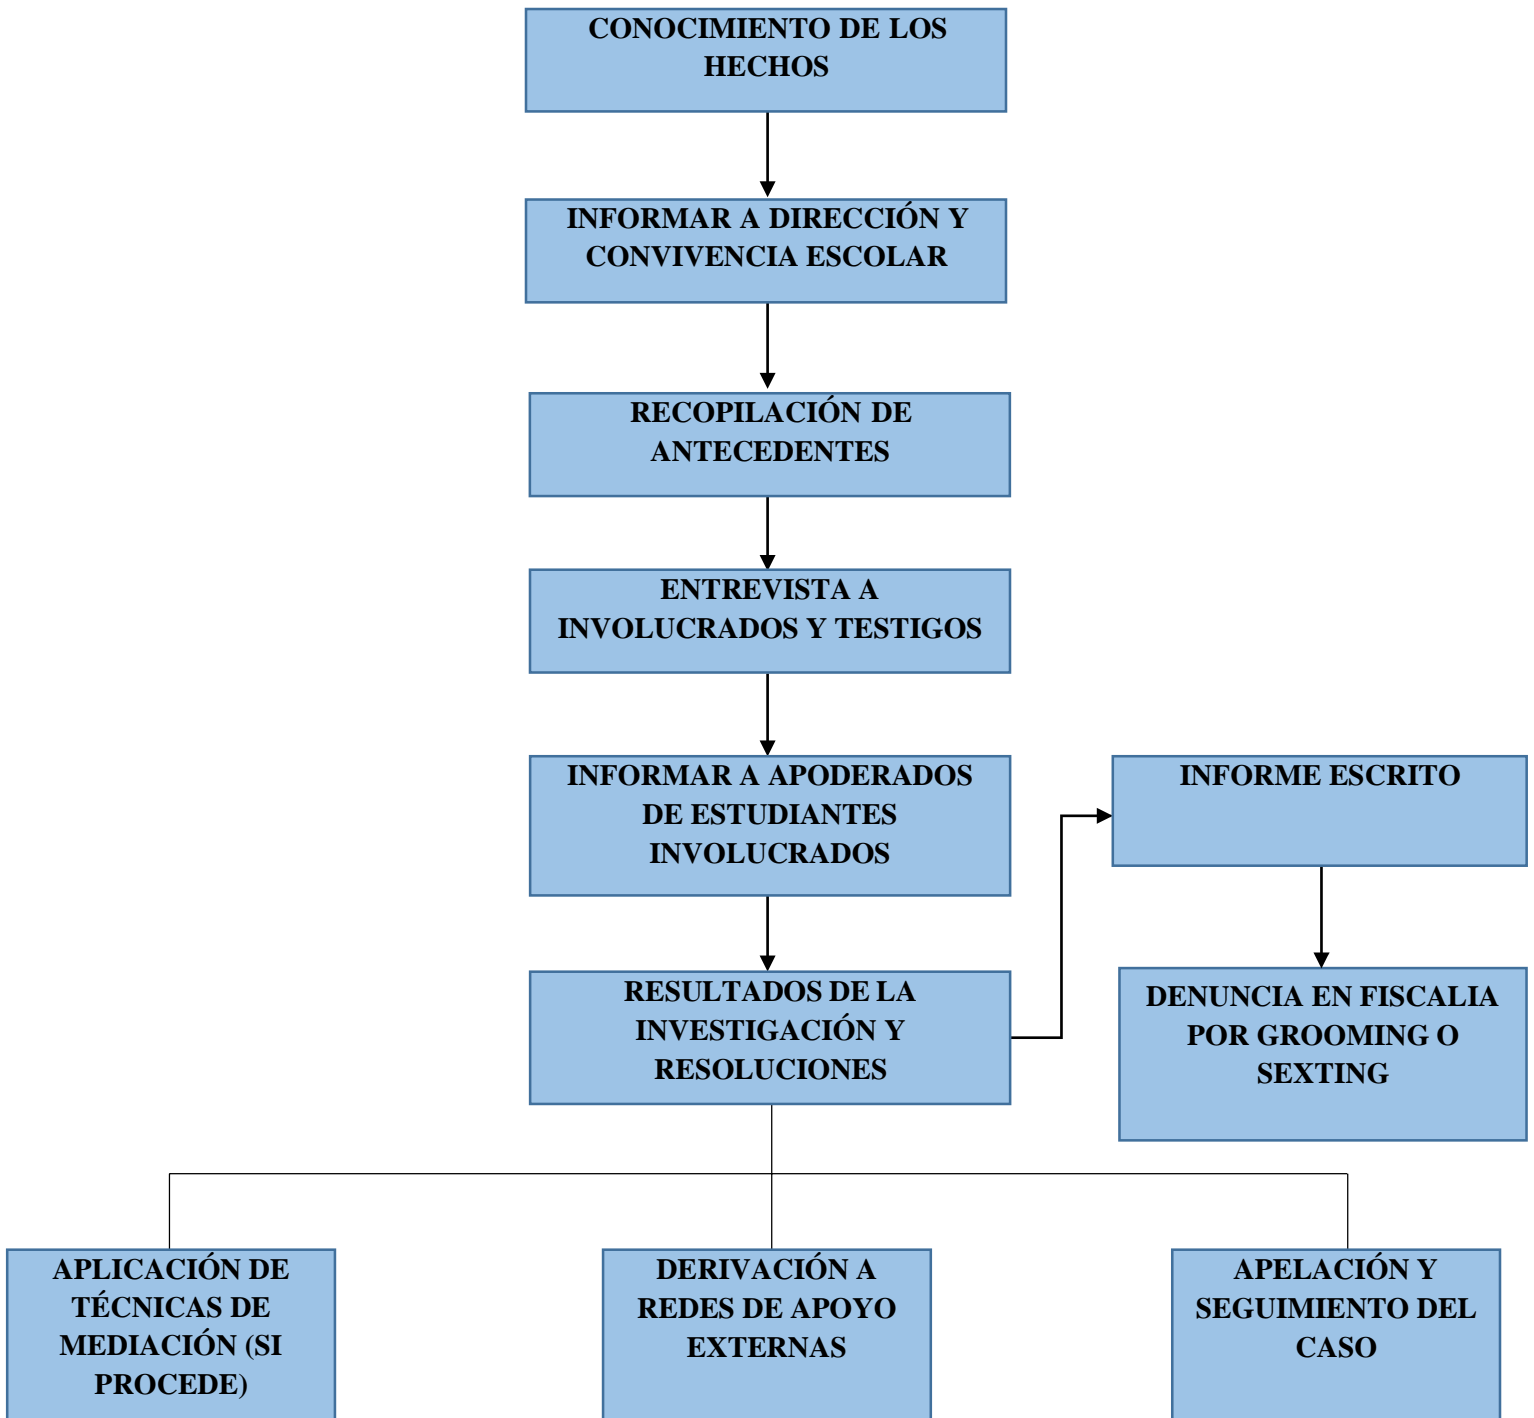 CONOCIMIENTO DE LOS
HECHOS
INFORMAR A DIRECCIÓN Y
CONVIVENCIA ESCOLAR
RECOPILACIÓN DE
ANTECEDENTES
ENTREVISTA A
INVOLUCRADOS Y TESTIGOS
INFORMAR A APODERADOS
DE ESTUDIANTES
INVOLUCRADOS
INFORME ESCRITO
RESULTADOS DE LA
INVESTIGACIÓN Y
RESOLUCIONES
DENUNCIA EN FISCALIA
POR GROOMING O
SEXTING
APLICACIÓN DE
TÉCNICAS DE
MEDIACIÓN (SI
PROCEDE)
DERIVACIÓN A
REDES DE APOYO
EXTERNAS
APELACIÓN Y
SEGUIMIENTO DEL
CASO